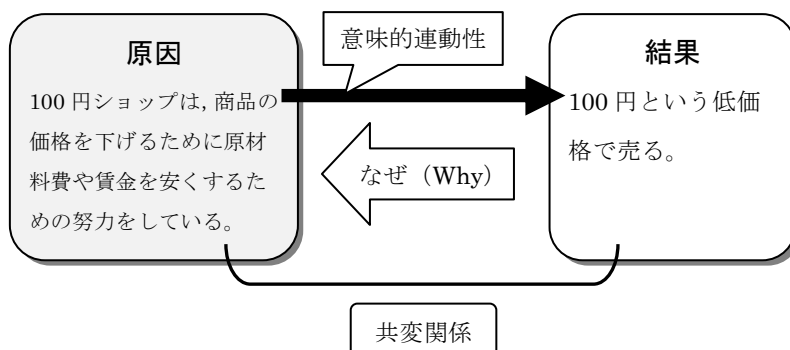 意味的連動性
原因
100 円ショップは, 商品の
価格を下げるために原材
料費や賃金を安くするた
めの努力をしている。
なぜ（Why）
結果
100 円という低価
格で売る。
共変関係